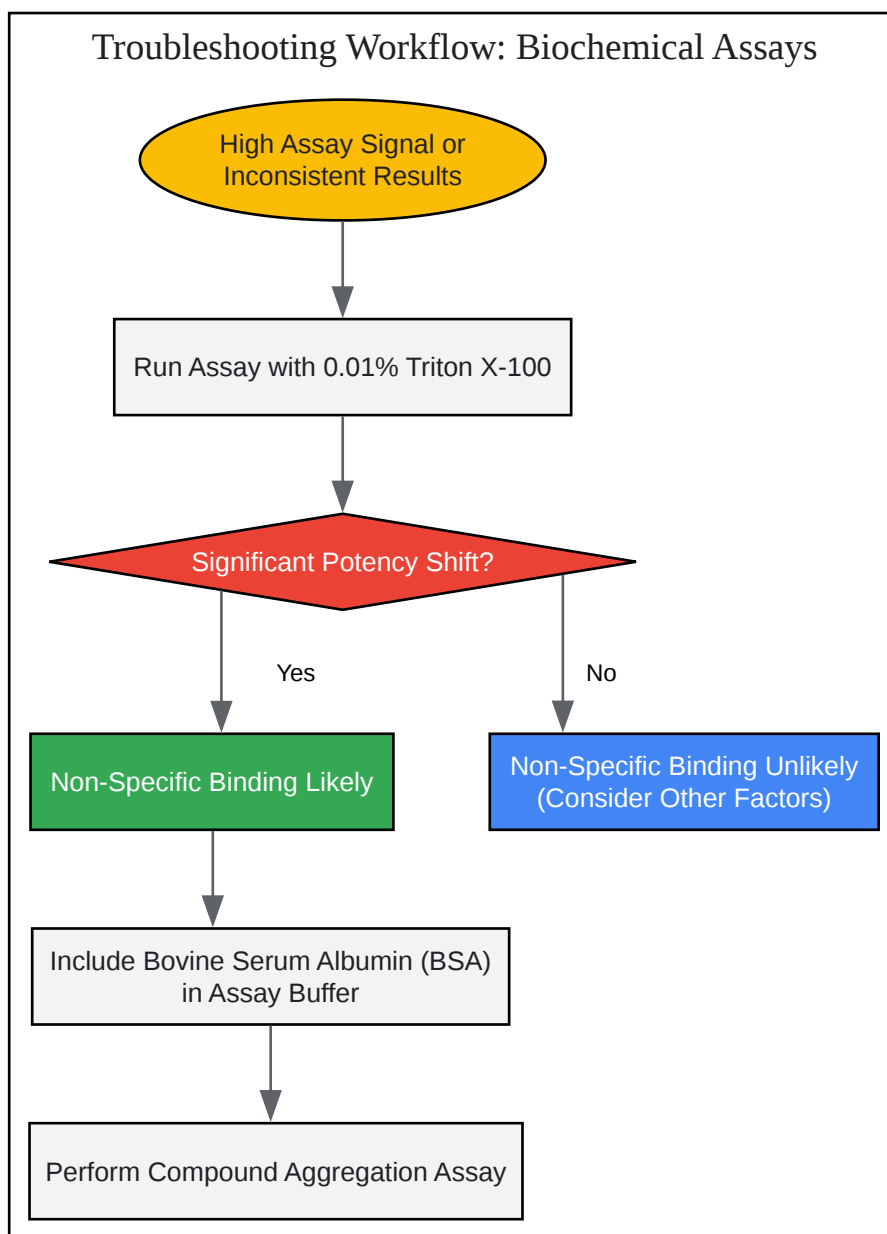 Troubleshooting Workflow: Biochemical Assays
High Assay Signal or
Inconsistent Results
Run Assay with 0.01% Triton X-100
Significant Potency Shift?
Yes
No
Non-Specific Binding Likely
Non-Specific Binding Unlikely
(Consider Other Factors)
Include Bovine Serum Albumin (BSA)
in Assay Buffer
Perform Compound Aggregation Assay